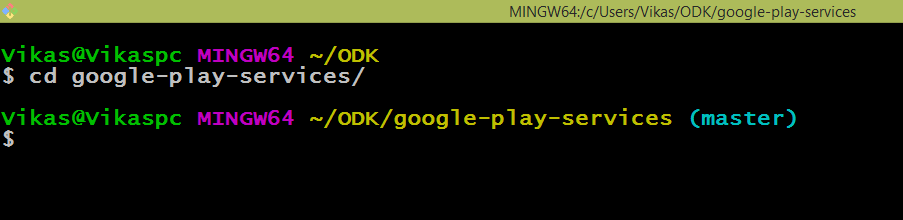 MINGW64:/c/Users/Vikas/ODK/google-play-services
Vikas@Vikaspc MINGW64 ~/ODK
$ cd google-play-services/
Vikas@Vikaspc MINGW64 ~/ODK/google-play-services (master)
$